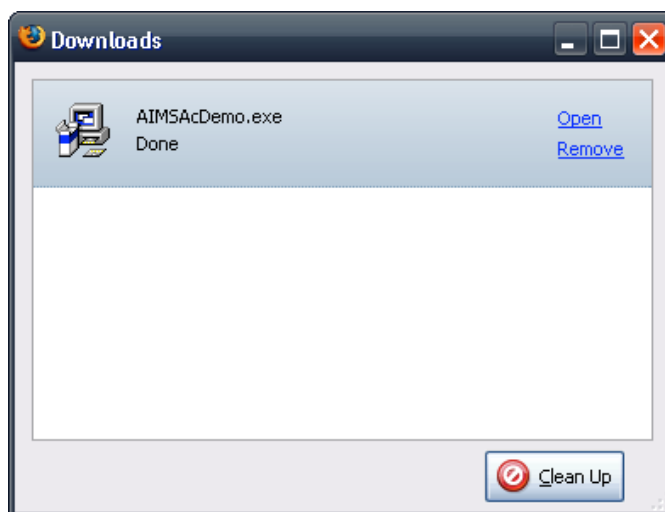 Downloads
AIMSAcDemo.exe
Open
Done
Remove
Clean Up